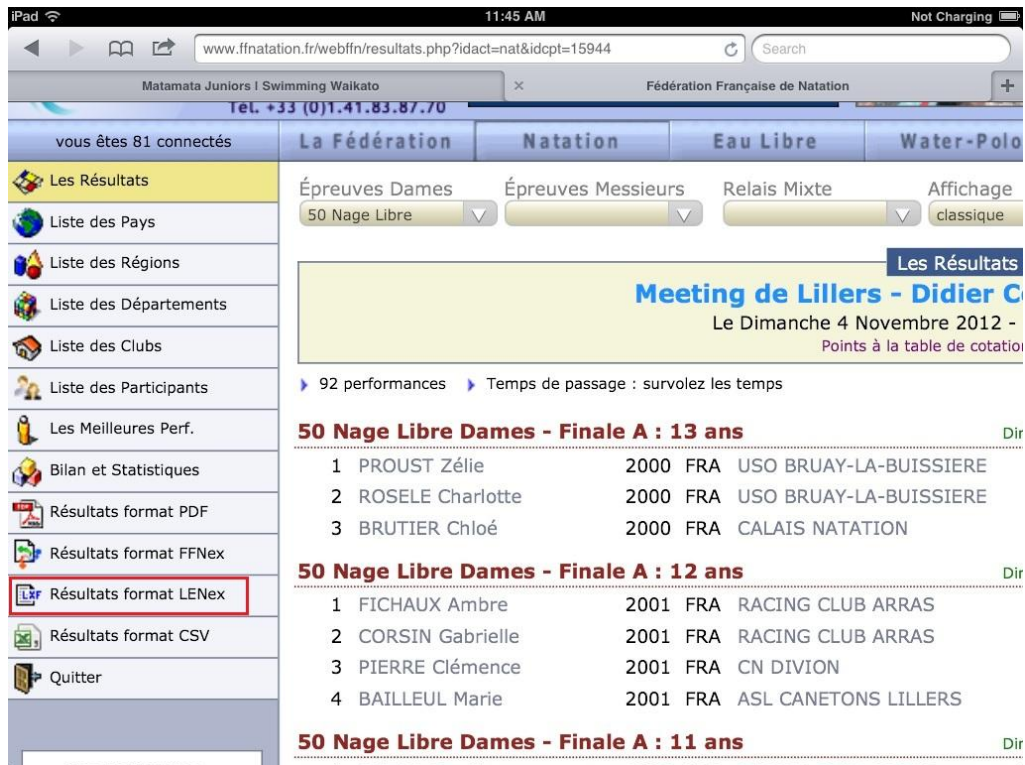 iPad 11:45 AM Not Charging
www.ffnatation.fr/webffn/resultats.php?idact=nat&idcpt=15944 Search
Matamata Juniors | Swimming Waikato Fédération Française de Natation
Tel. +33 (0)1.41.83.87.70
vous êtes 81 connectés La Fédération Natation Eau Libre Water-Polo
Les Résultats
Liste des Pays
Liste des Régions
Liste des Départements
Liste des Clubs
Liste des Participants
Les Meilleures Perf.
Bilan et Statistiques
Résultats format PDF
Résultats format FFNex
LXF Résultats format LENex
Résultats format CSV
Quitter
Épreuves Dames Épreuves Messieurs Relais Mixte Affichage
50 Nage Libre classique
Les Résultats
Meeting de Lillers - Didier C
Le Dimanche 4 Novembre 2012 -
Points à la table de cotation
92 performances Temps de passage : survolez les temps
50 Nage Libre Dames - Finale A : 13 ans Dir
1 PROUST Zélie 2000 FRA USO BRUAY-LA-BUISSIERE
2 ROSELE Charlotte 2000 FRA USO BRUAY-LA-BUISSIERE
3 BRUTIER Chloé 2000 FRA CALAIS NATATION
50 Nage Libre Dames - Finale A : 12 ans Dir
1 FICHAUX Ambre 2001 FRA RACING CLUB ARRAS
2 CORSIN Gabrielle 2001 FRA RACING CLUB ARRAS
3 PIERRE Clémence 2001 FRA CN DIVION
4 BAILLEUL Marie 2001 FRA ASL CANETONS LILLERS
50 Nage Libre Dames - Finale A : 11 ans Dir